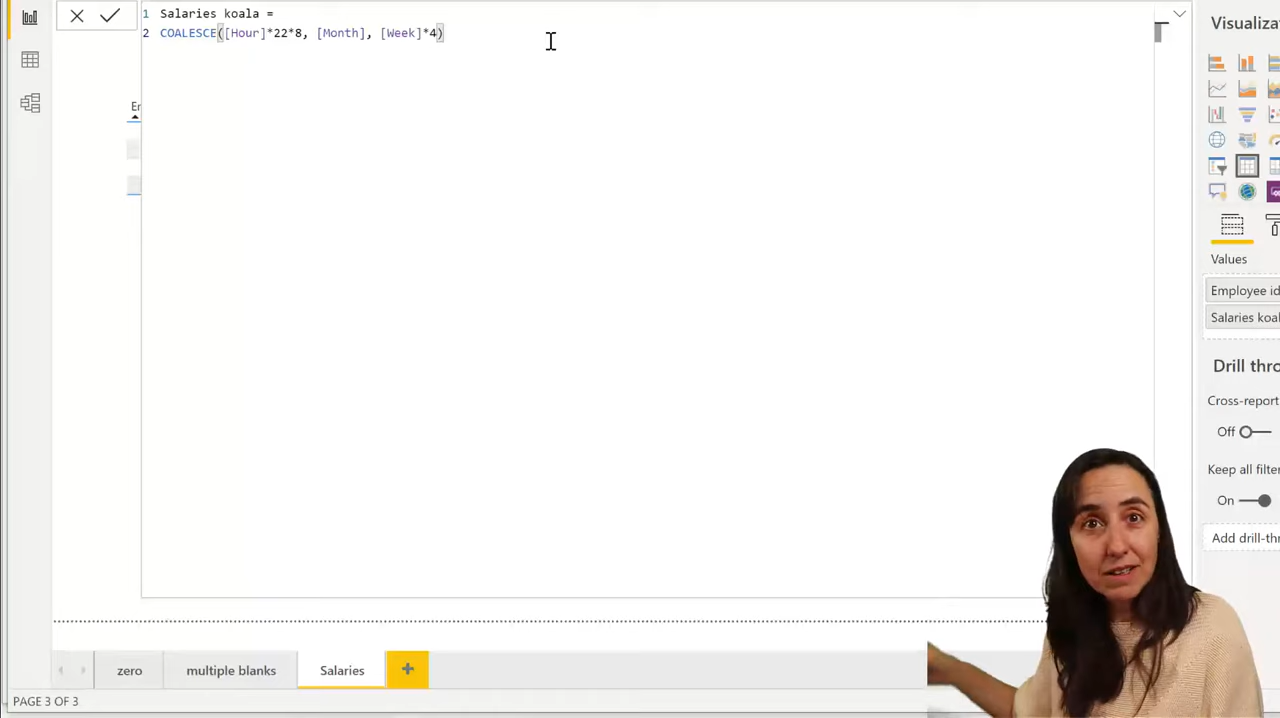 1 Salaries koala =
2 COALESCE([Hour]*22*8, [Month], [Week]*4)
Visualiza
Er
Values
Employee id
Salaries koal
Drill thro
Cross-report
Off
Keep all filter
On
Add drill-thr
zero
multiple blanks
Salaries
+
PAGE 3 OF 3